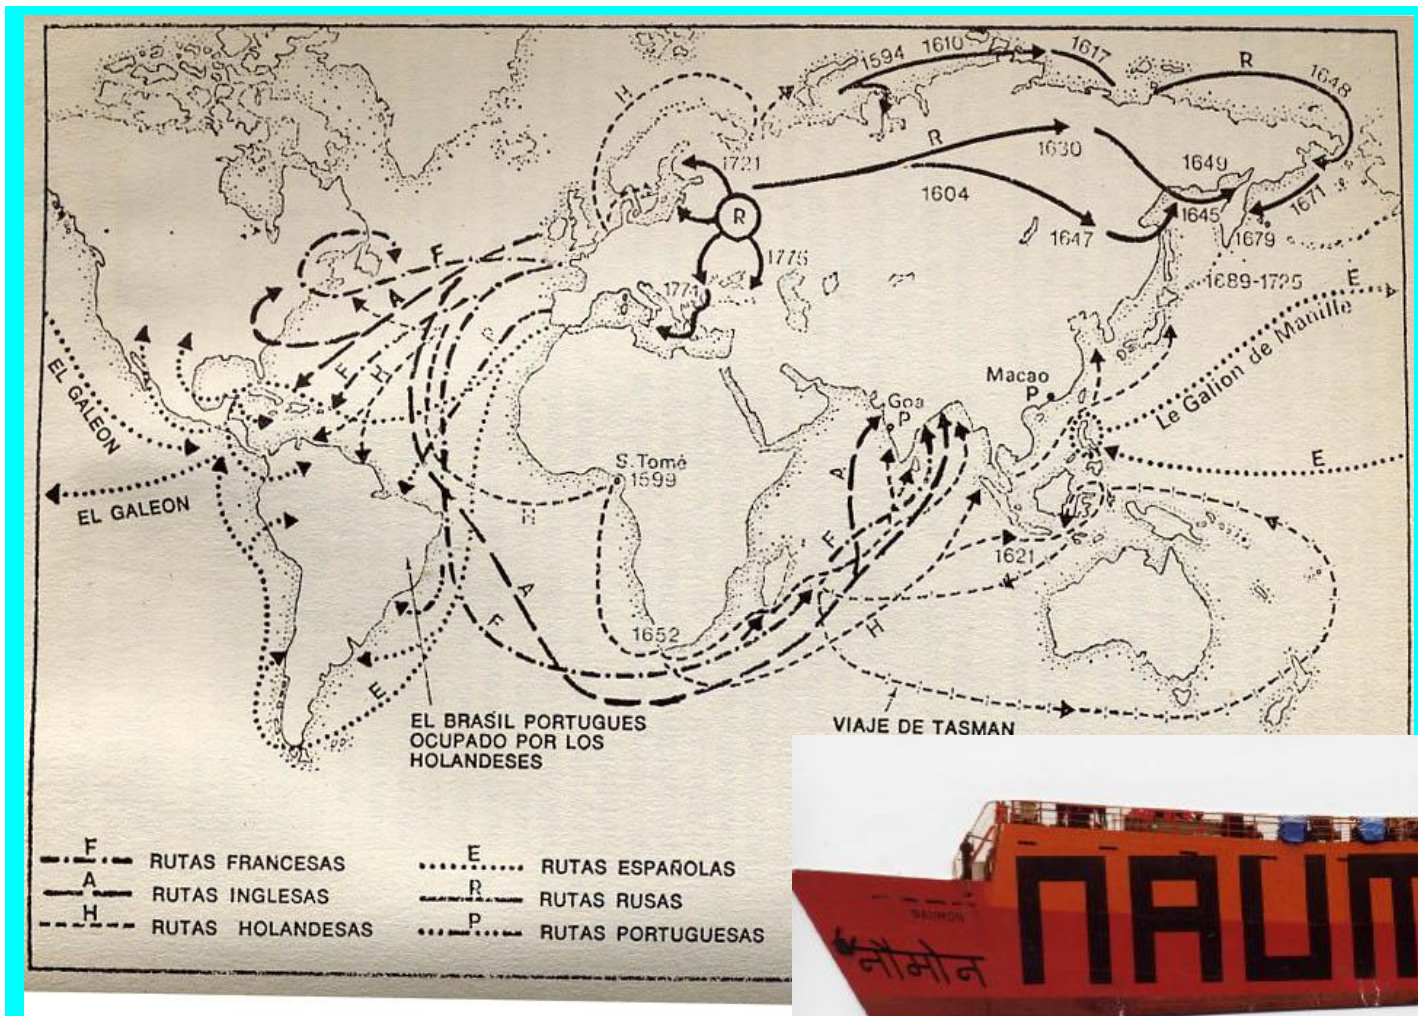 1594
1610
1617
R
1648
H
1721
R
1630
1649
1604
R
1645
1671
1647
1679
1775
F
1774
1689-1725
E
A
P
Le Galion de Manille
EL GALEON
F
H
Macao
P
Goa
P
S. Tomé
1599
A
E
EL GALEON
H
F
1621
A
F
1652
H
E
EL BRASIL PORTUGUES
OCUPADO POR LOS
HOLANDESES
VIAJE DE TASMAN
F RUTAS FRANCESAS
A RUTAS INGLESAS
H RUTAS HOLANDESAS
E RUTAS ESPAÑOLAS
R RUTAS RUSAS
P RUTAS PORTUGUESAS
NAUM
NAUMON
नौमोन